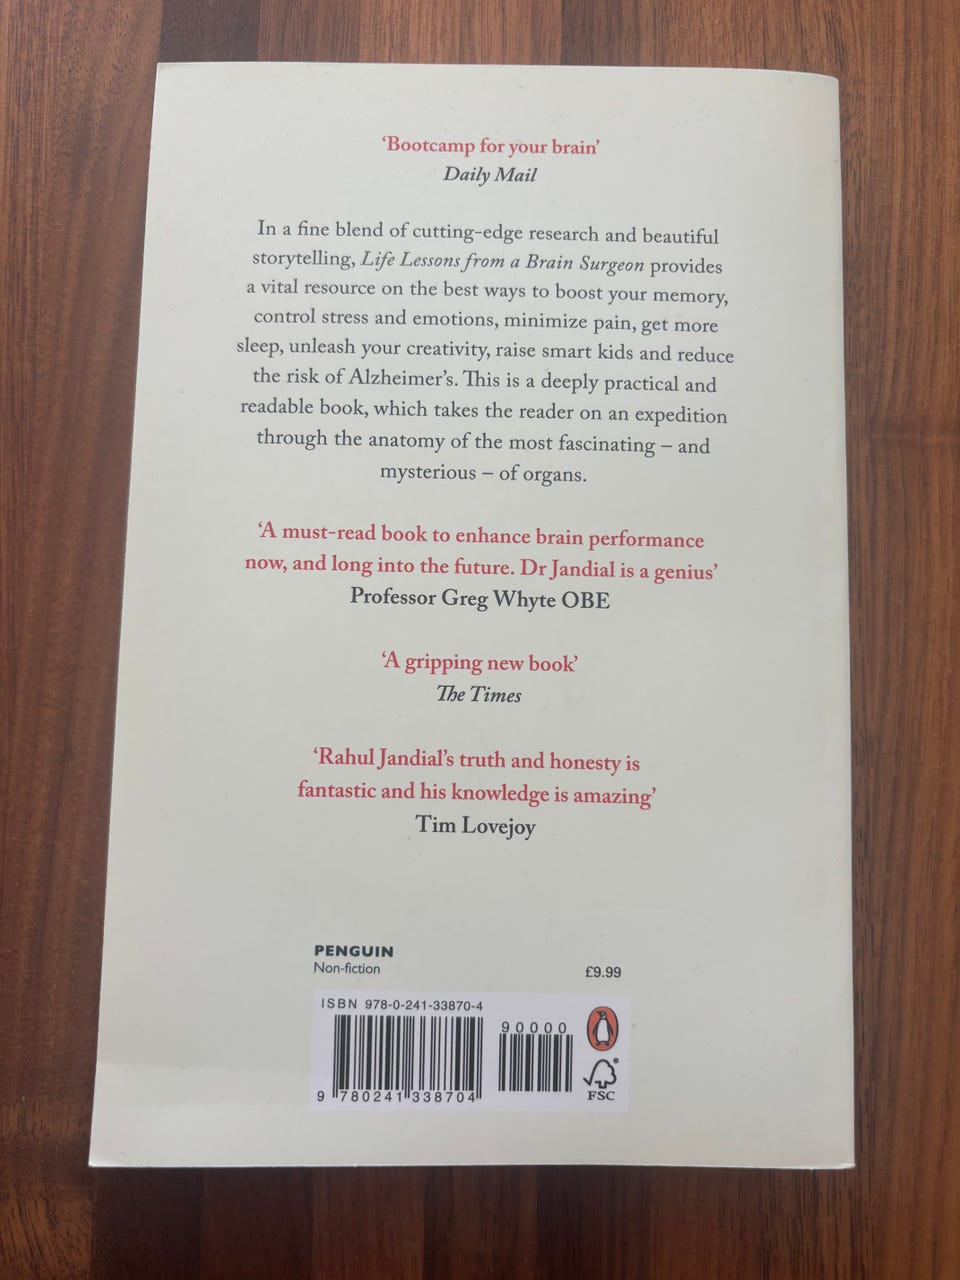 ‘Bootcamp for your brain’
Daily Mail
In a fine blend of cutting-edge research and beautiful
storytelling, Life Lessons from a Brain Surgeon provides
a vital resource on the best ways to boost your memory,
control stress and emotions, minimize pain, get more
sleep, unleash your creativity, raise smart kids and reduce
the risk of Alzheimer’s. This is a deeply practical and
readable book, which takes the reader on an expedition
through the anatomy of the most fascinating – and
mysterious – of organs.
‘A must-read book to enhance brain performance
now, and long into the future. Dr Jandial is a genius’
Professor Greg Whyte OBE
‘A gripping new book’
The Times
‘Rahul Jandial’s truth and honesty is
fantastic and his knowledge is amazing’
Tim Lovejoy
PENGUIN
Non-fiction
£9.99
ISBN 978-0-241-33870-4
90000
9 780241 338704
FSC